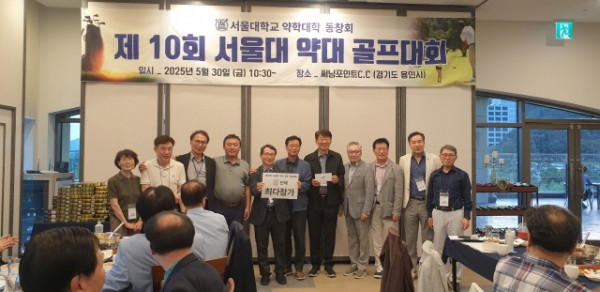 서울대학교 약학대학 동창회
제 10회 서울대 약대 골프대회
일시 _ 2025년 5월 30일 (금) 10:30~ 장소 _ 써닝포인트C.C (경기도 용인시)
최다참가